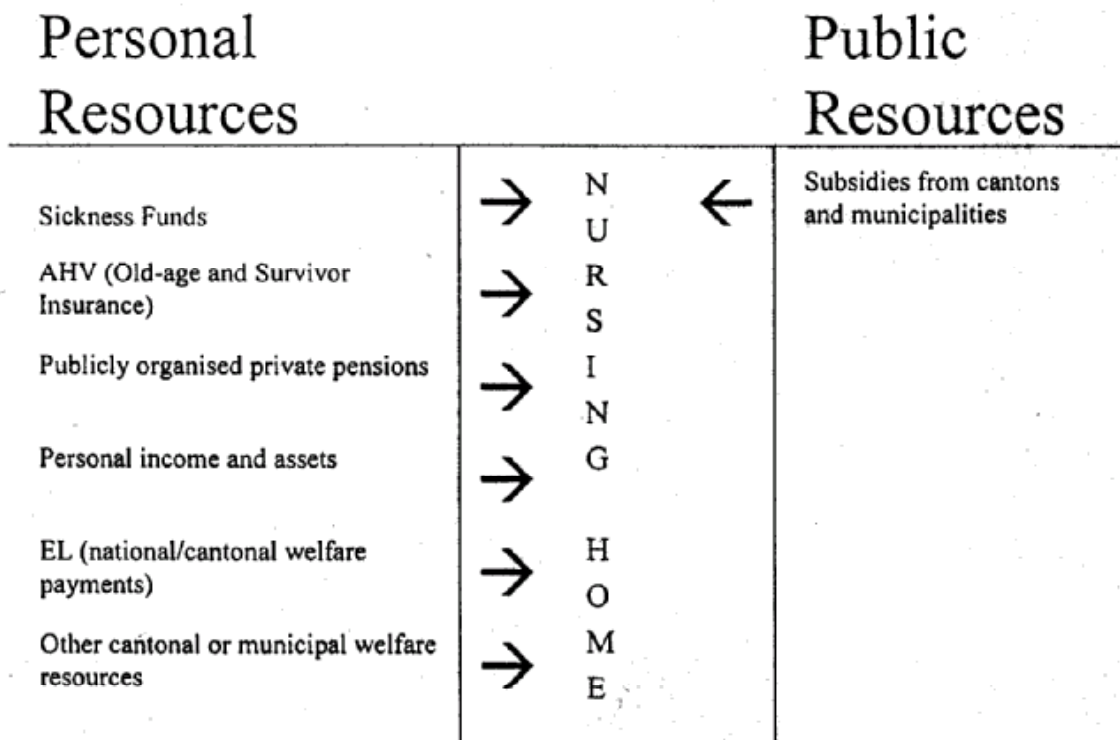 Personal
Resources
Public
Resources
Sickness Funds
AHV (Old-age and Survivor
Insurance)
Publicly organised private pensions
Personal income and assets
EL (national/cantonal welfare
payments)
Other cantonal or municipal welfare
resources
N
U
R
S
I
N
G
H
O
M
E
Subsidies from cantons
and municipalities